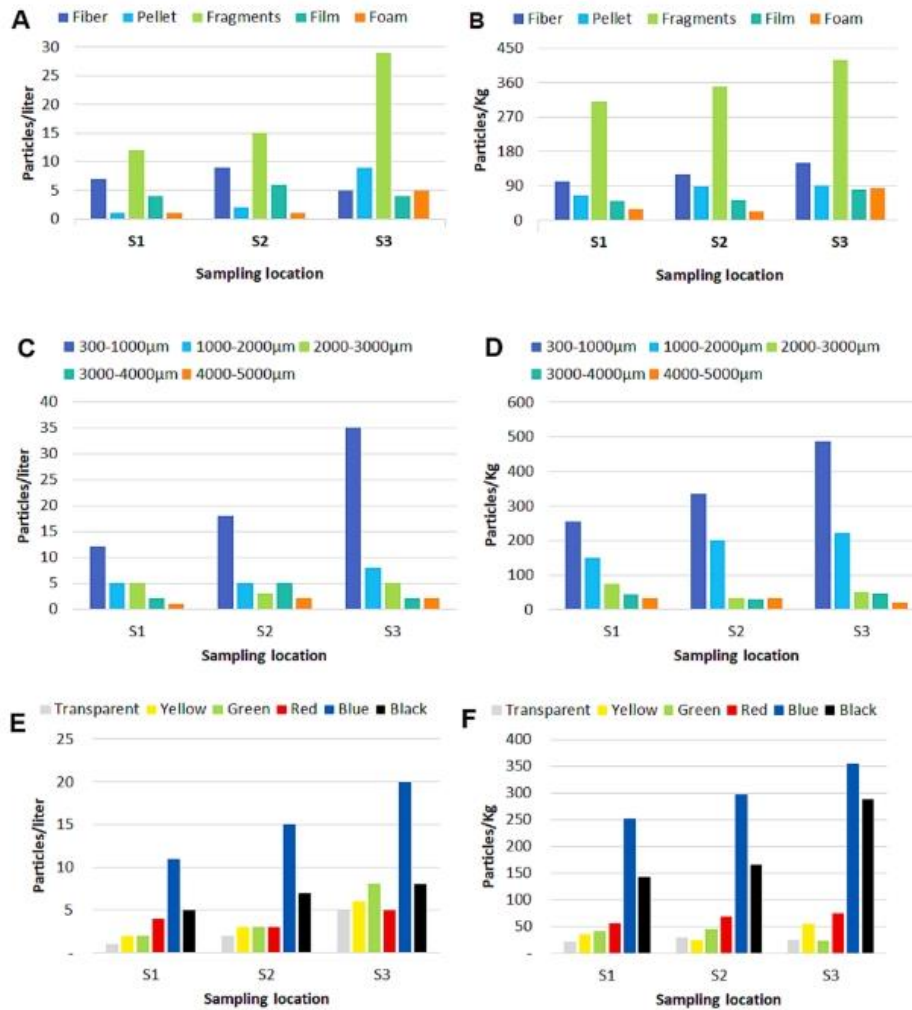 A
Fiber Pellet Fragments Film Foam
30
25
20
15
10
5
0
Particles/liter
S1 S2 S3
Sampling location
B
Fiber Pellet Fragments Film Foam
450
360
270
180
90
0
Particles/Kg
S1 S2 S3
Sampling location
C
300-1000µm 1000-2000µm 2000-3000µm
3000-4000µm 4000-5000µm
40
35
30
25
20
15
10
5
0
Particles/liter
S1 S2 S3
Sampling location
D
300-1000µm 1000-2000µm 2000-3000µm
3000-4000µm 4000-5000µm
600
500
400
300
200
100
0
Particles/Kg
S1 S2 S3
Sampling location
E
Transparent Yellow Green Red Blue Black
25
20
15
10
5
-
Particles/liter
S1 S2 S3
Sampling location
F
Transparent Yellow Green Red Blue Black
400
350
300
250
200
150
100
50
-
Particles/Kg
S1 S2 S3
Sampling location